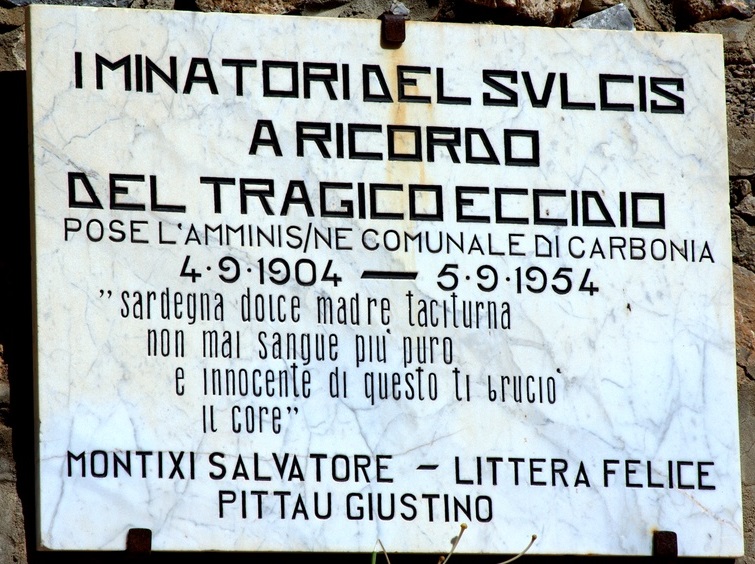 I MINATORI DEL SVLCIS
A RICORDO
DEL TRAGICO ECCIDIO
POSE L'AMMINIS/NE COMUNALE DI CARBONIA
4·9·1904 — 5·9·1954
"sardegna dolce madre taciturna
non mai sangue piu' puro
e innocente di questo ti brucio'
il core"
MONTIXI SALVATORE - LITTERA FELICE
PITTAU GIUSTINO